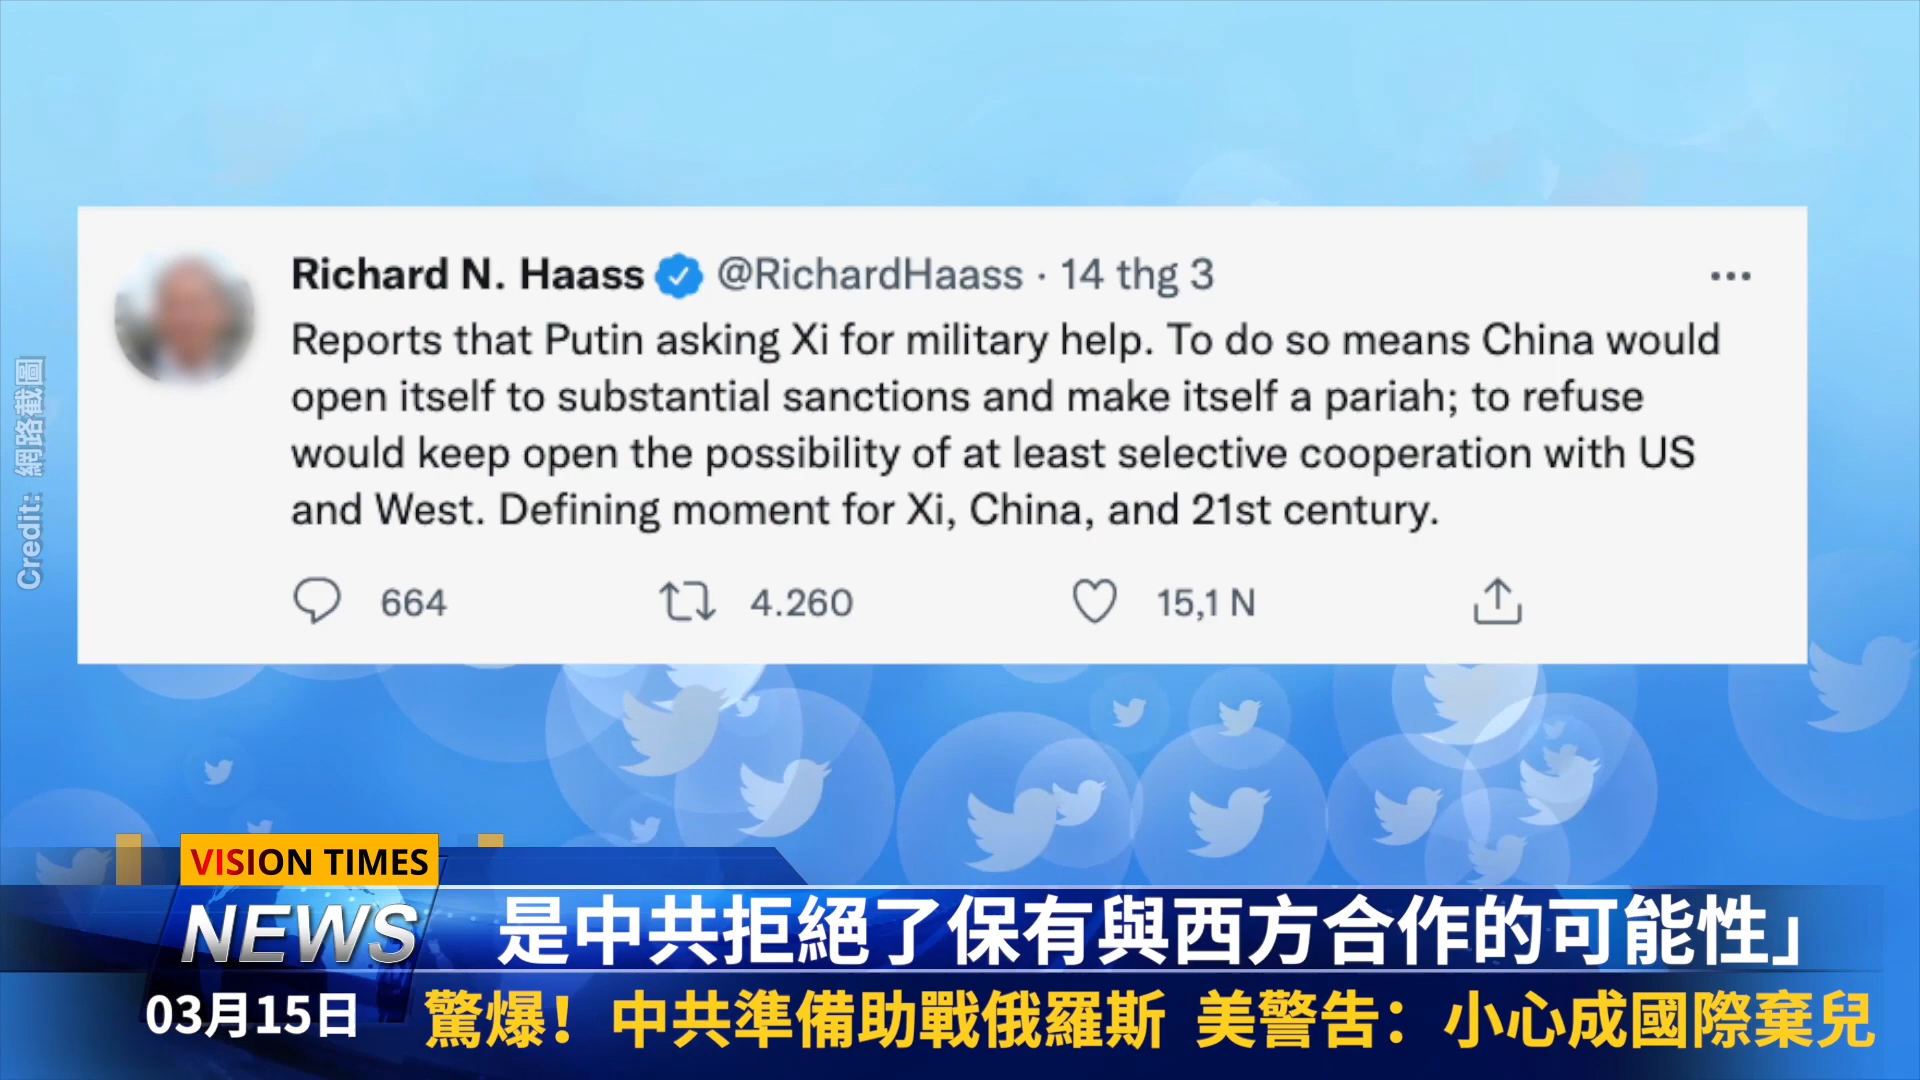 Credit: 網路截圖
Richard N. Haass @RichardHaass · 14 thg 3
Reports that Putin asking Xi for military help. To do so means China would
open itself to substantial sanctions and make itself a pariah; to refuse
would keep open the possibility of at least selective cooperation with US
and West. Defining moment for Xi, China, and 21st century.
664 4.260 15,1 N
VISION TIMES
NEWS
是中共拒絕了保有與西方合作的可能性」
03月15日
驚爆！中共準備助戰俄羅斯 美警告：小心成國際棄兒